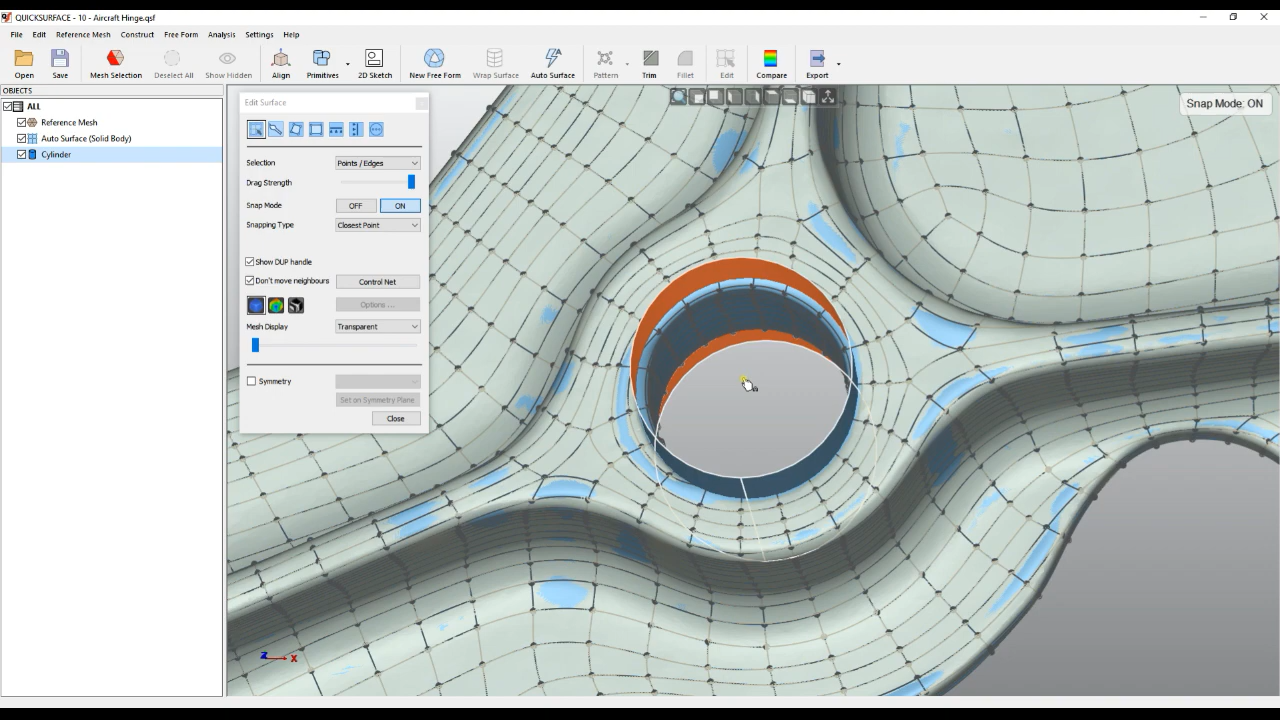 QUICKSURFACE - 10 - Aircraft Hinge.qsf
File Edit Reference Mesh Construct Free Form Analysis Settings Help
Open Save Mesh Selection Deselect All Show Hidden Align Primitives 2D Sketch New Free Form Wrap Surface Auto Surface Pattern Trim Fillet Edit Compare Export
OBJECTS
ALL
Reference Mesh
Auto Surface (Solid Body)
Cylinder
Edit Surface
Selection Points / Edges
Drag Strength
Snap Mode OFF ON
Snapping Type Closest Point
Show DUP handle
Don't move neighbours Control Net
Options ...
Mesh Display Transparent
Symmetry
Set on Symmetry Plane
Close
Snap Mode: ON
Z X